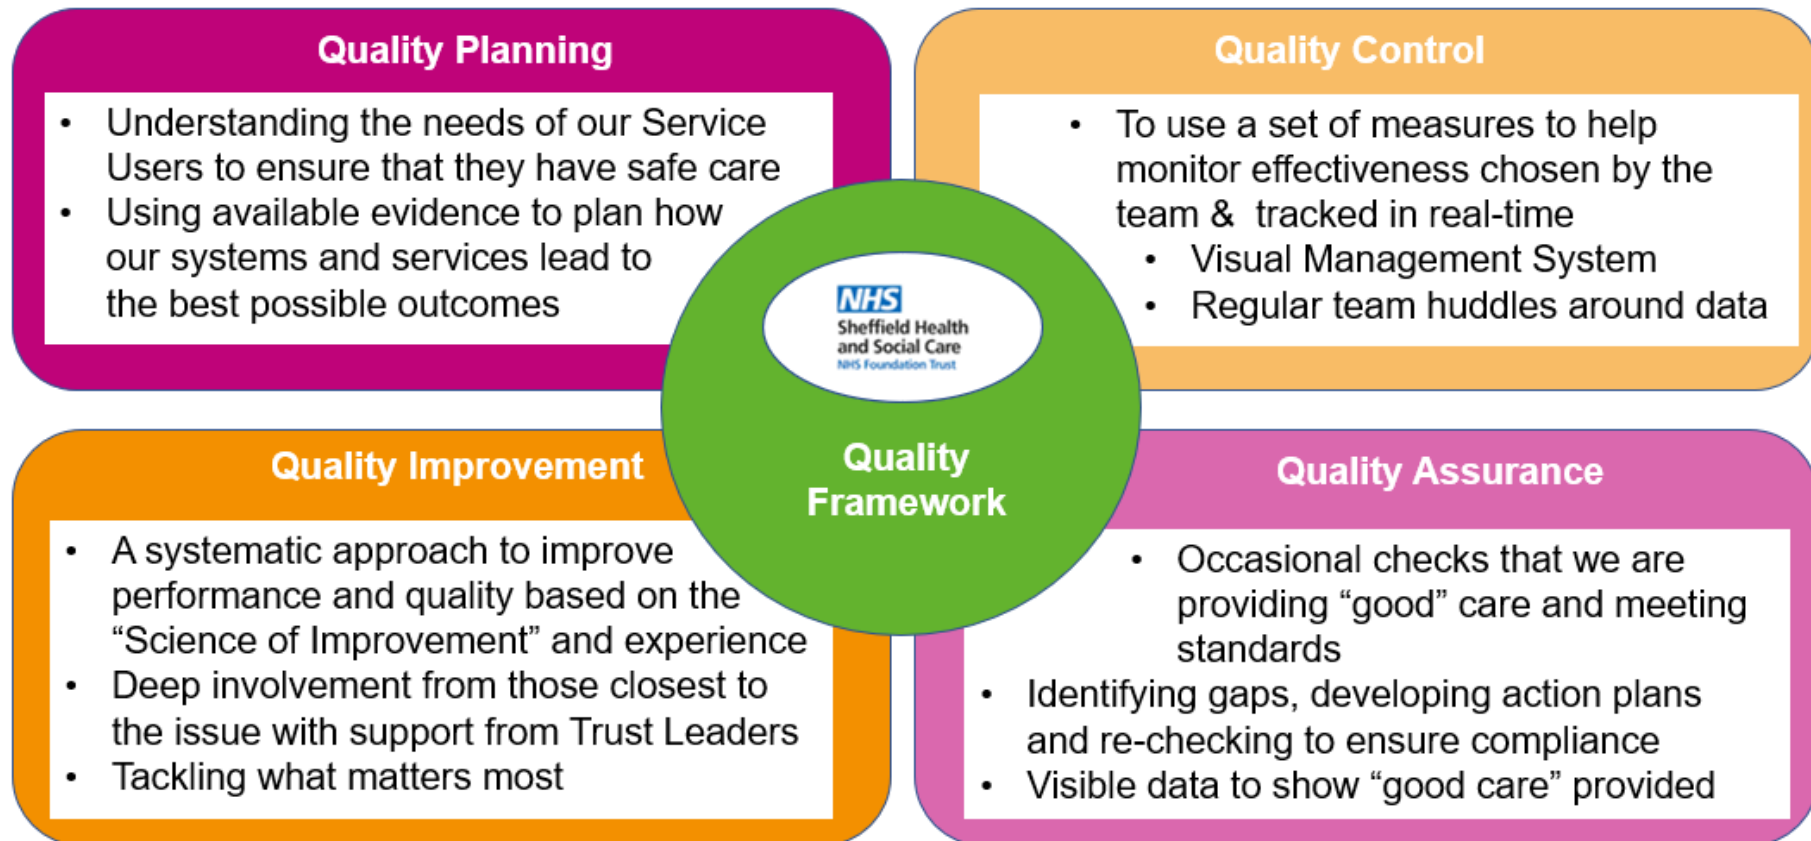 Quality Planning
• Understanding the needs of our Service
Users to ensure that they have safe care
• Using available evidence to plan how
our systems and services lead to
the best possible outcomes
Quality Control
• To use a set of measures to help
monitor effectiveness chosen by the
team & tracked in real-time
• Visual Management System
• Regular team huddles around data
NHS
Sheffield Health
and Social Care
NHS Foundation Trust
Quality
Framework
Quality Improvement
• A systematic approach to improve
performance and quality based on the
“Science of Improvement” and experience
• Deep involvement from those closest to
the issue with support from Trust Leaders
• Tackling what matters most
Quality Assurance
• Occasional checks that we are
providing “good” care and meeting
standards
• Identifying gaps, developing action plans
and re-checking to ensure compliance
• Visible data to show “good care” provided